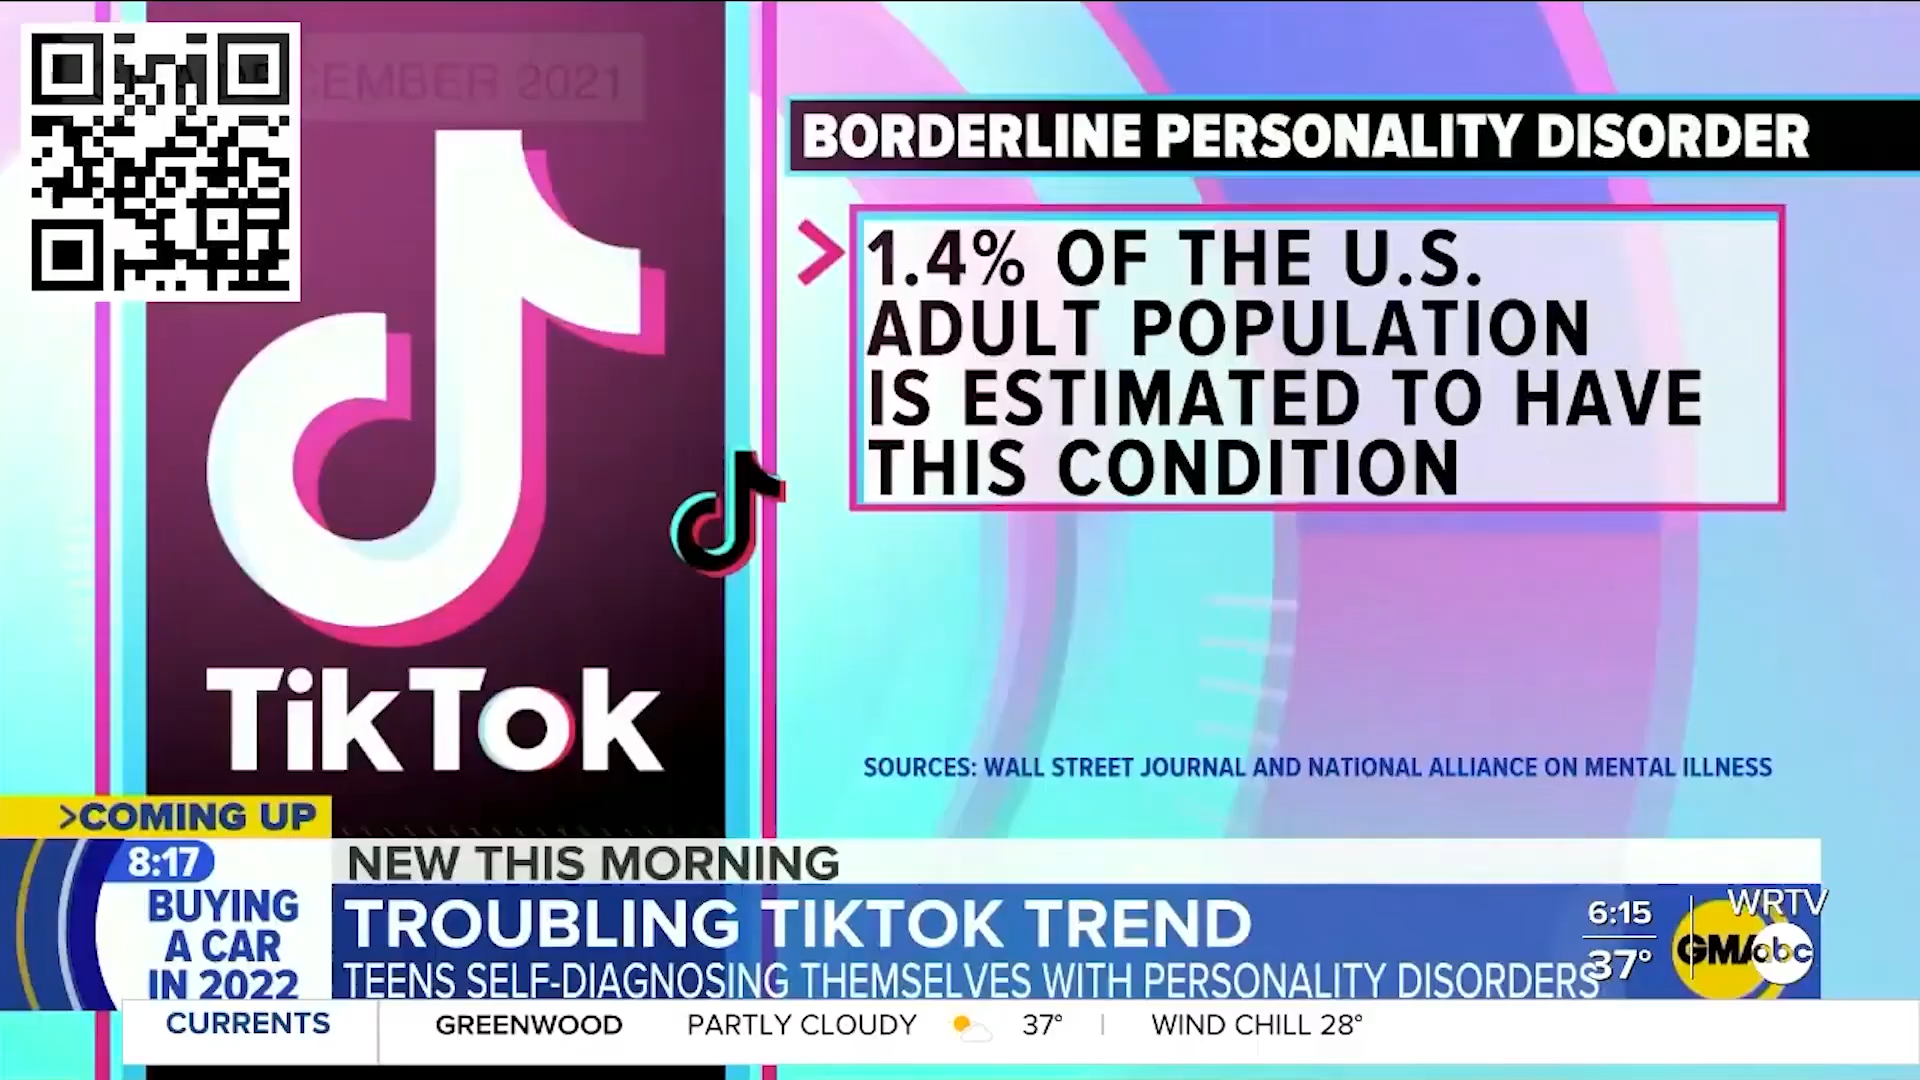 CEMBER 2021
BORDERLINE PERSONALITY DISORDER
1.4% OF THE U.S.
ADULT POPULATION
IS ESTIMATED TO HAVE
THIS CONDITION
TikTok
SOURCES: WALL STREET JOURNAL AND NATIONAL ALLIANCE ON MENTAL ILLNESS
>COMING UP
8:17
BUYING
A CAR
IN 2022
NEW THIS MORNING
TROUBLING TIKTOK TREND
TEENS SELF-DIAGNOSING THEMSELVES WITH PERSONALITY DISORDERS
6:15
37°
WRTV
GMA
abc
CURRENTS
GREENWOOD PARTLY CLOUDY 37° | WIND CHILL 28°